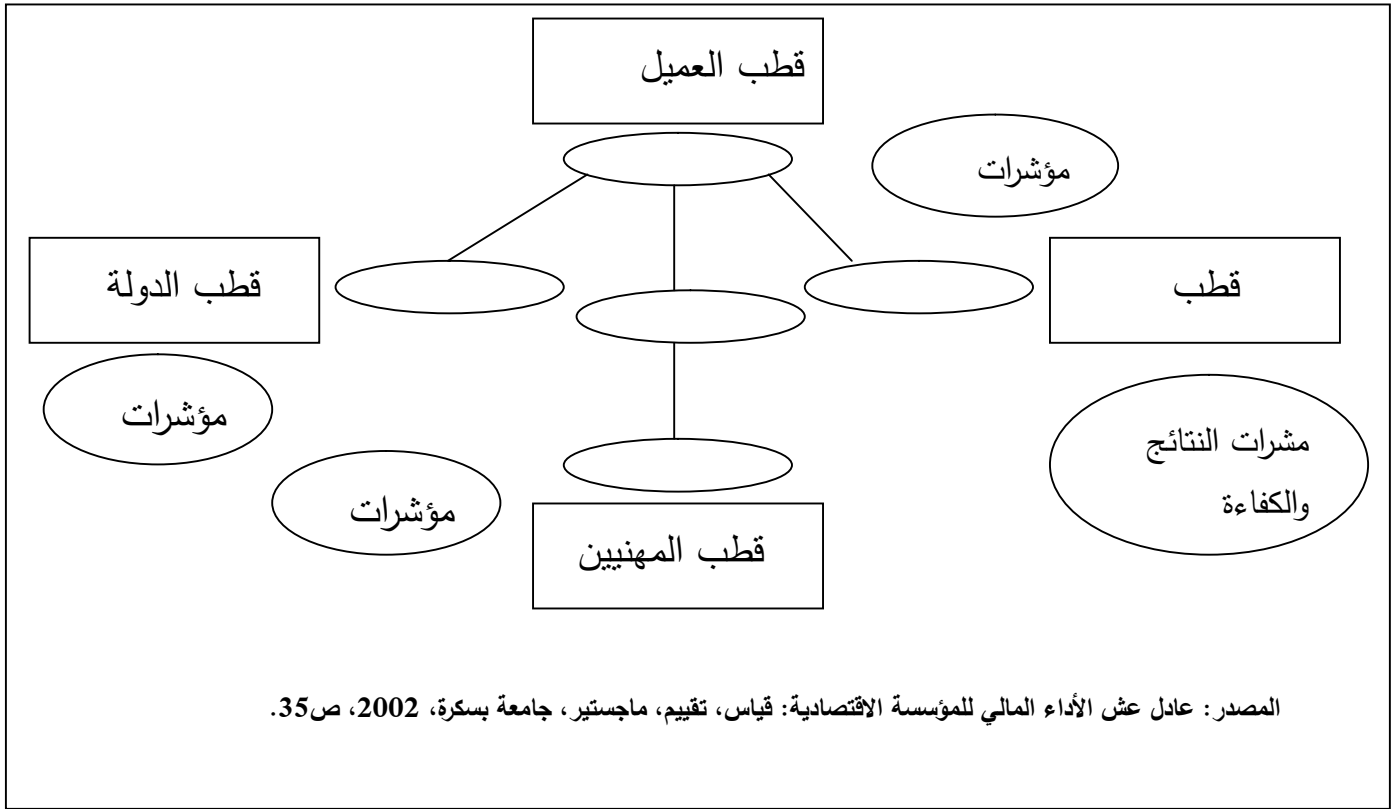 قطب العميل
مؤشرات
قطب
قطب الدولة
مؤشرات
مشرات النتائج
والكفاءة
مؤشرات
قطب المهنيين
المصدر: عادل عش الأداء المالي للمؤسسة الاقتصادية: قياس، تقييم، ماجستير، جامعة بسكرة، 2002، ص35.